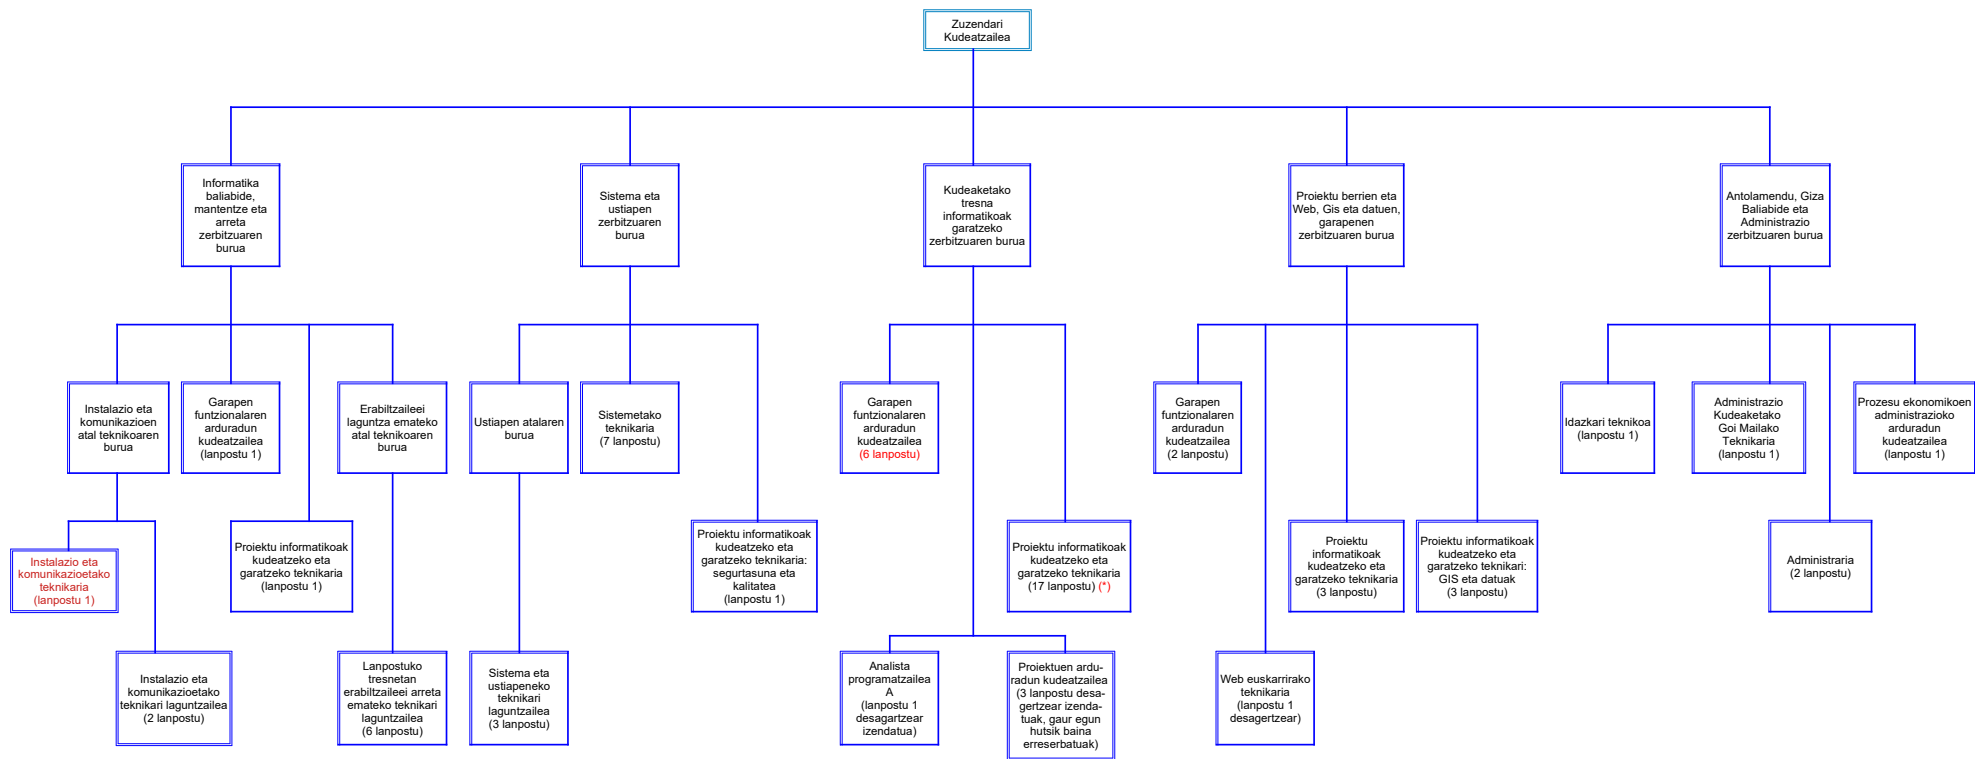 Zuzendari
Kudeatzailea
Informatika
baliabide,
mantentze eta
arreta
zerbitzuaren
burua
Sistema eta
ustiapen
zerbitzuaren
burua
Kudeaketako
tresna
informatikoak
garatzeko
zerbitzuaren burua
Proiektu berrien eta
Web, Gis eta datuen,
garapenen
zerbitzuaren burua
Antolamendu, Giza
Baliabide eta
Administrazio
zerbitzuaren burua
Instalazio eta
komunikazioen
atal teknikoaren
burua
Garapen
funtzionalaren
arduradun
kudeatzailea
(lanpostu 1)
Erabiltzaileei
laguntza emateko
atal teknikoaren
burua
Ustiapen atalaren
burua
Sistemetako
teknikaria
(7 lanpostu)
Garapen
funtzionalaren
arduradun
kudeatzailea
(6 lanpostu)
Garapen
funtzionalaren
arduradun
kudeatzailea
(2 lanpostu)
Idazkari teknikoa
(lanpostu 1)
Administrazio
Kudeaketako
Goi Mailako
Teknikaria
(lanpostu 1)
Prozesu ekonomikoen
administrazioko
arduradun
kudeatzailea
(lanpostu 1)
Instalazio eta
komunikazioetako
teknikaria
(lanpostu 1)
Proiektu informatikoak
kudeatzeko eta
garatzeko teknikaria
(lanpostu 1)
Proiektu informatikoak
kudeatzeko eta
garatzeko teknikaria:
segurtasuna eta
kalitatea
(lanpostu 1)
Proiektu informatikoak
kudeatzeko eta
garatzeko teknikaria
(17 lanpostu) (*)
Proiektu
informatikoak
kudeatzeko eta
garatzeko teknikaria
(3 lanpostu)
Proiektu informatikoak
kudeatzeko eta
garatzeko teknikari:
GIS eta datuak
(3 lanpostu)
Administraria
(2 lanpostu)
Instalazio eta
komunikazioetako
teknikari laguntzailea
(2 lanpostu)
Lanpostuko
tresnetan
erabiltzaileei arreta
emateko teknikari
laguntzailea
(6 lanpostu)
Sistema eta
ustiapeneko
teknikari
laguntzailea
(3 lanpostu)
Analista
programatzailea
A
(lanpostu 1
desagartzear
izendatua)
Proiektuen ardu-
radun kudeatzailea
(3 lanpostu desa-
gertzear izenda-
tuak, gaur egun
hutsik baina
erreserbatuak)
Web euskarrirako
teknikaria
(lanpostu 1
desagertzear)